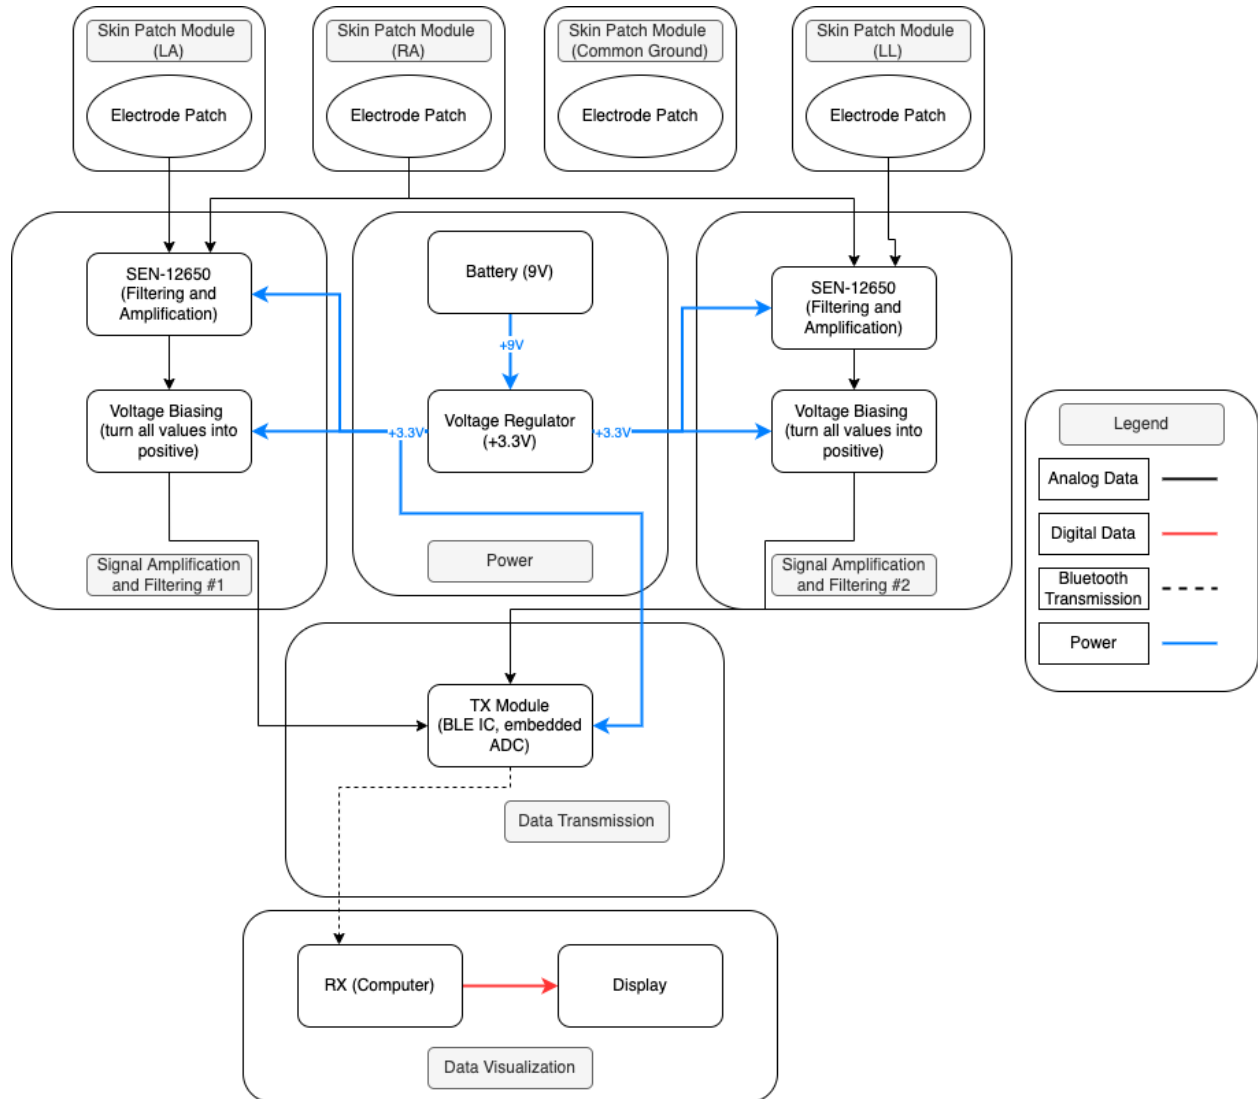 Skin Patch Module
(LA)
Electrode Patch
Skin Patch Module
(RA)
Electrode Patch
Skin Patch Module
(Common Ground)
Electrode Patch
Skin Patch Module
(LL)
Electrode Patch
SEN-12650
(Filtering and
Amplification)
Voltage Biasing
(turn all values into
positive)
Signal Amplification
and Filtering #1
Battery (9V)
+9V
+3.3V
Voltage Regulator
(+3.3V)
+3.3V
Power
SEN-12650
(Filtering and
Amplification)
Voltage Biasing
(turn all values into
positive)
Signal Amplification
and Filtering #2
Legend
Analog Data
Digital Data
Bluetooth
Transmission
Power
TX Module
(BLE IC, embedded
ADC)
Data Transmission
RX (Computer)
Display
Data Visualization